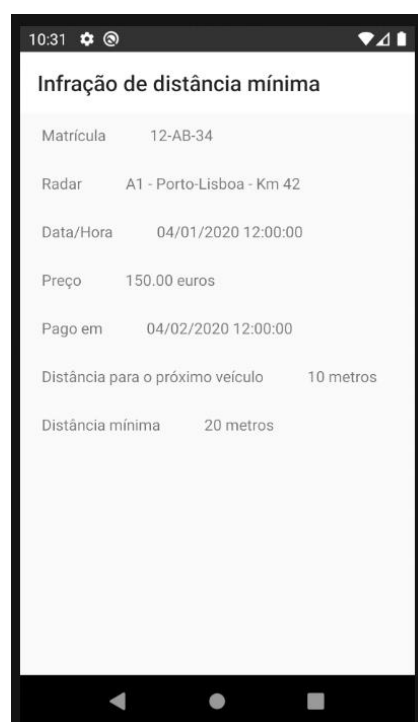 10:31
Infração de distância mínima
Matrícula 12-AB-34
Radar A1 - Porto-Lisboa - Km 42
Data/Hora 04/01/2020 12:00:00
Preço 150.00 euros
Pago em 04/02/2020 12:00:00
Distância para o próximo veículo 10 metros
Distância mínima 20 metros